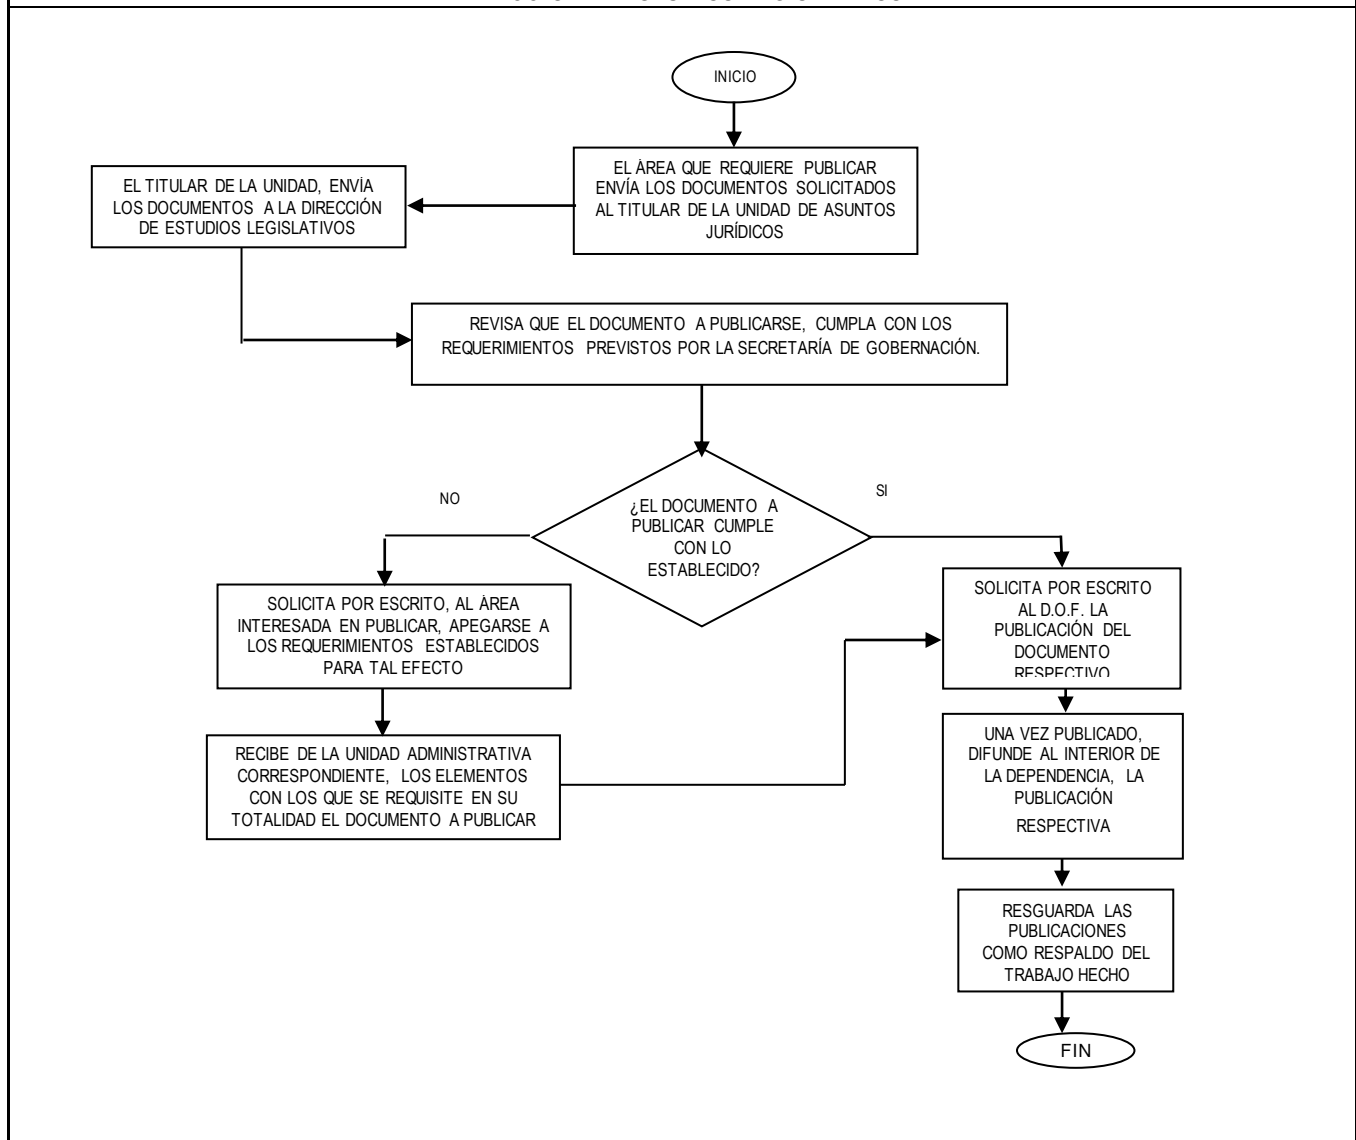 INICIO
EL ÁREA QUE REQUIERE PUBLICAR
ENVÍA LOS DOCUMENTOS SOLICITADOS
AL TITULAR DE LA UNIDAD DE ASUNTOS
JURÍDICOS
EL TITULAR DE LA UNIDAD, ENVÍA
LOS DOCUMENTOS A LA DIRECCIÓN
DE ESTUDIOS LEGISLATIVOS
REVISA QUE EL DOCUMENTO A PUBLICARSE, CUMPLA CON LOS
REQUERIMIENTOS PREVISTOS POR LA SECRETARÍA DE GOBERNACIÓN.
¿EL DOCUMENTO A
PUBLICAR CUMPLE
CON LO
ESTABLECIDO?
NO
SI
SOLICITA POR ESCRITO, AL ÁREA
INTERESADA EN PUBLICAR, APEGARSE A
LOS REQUERIMIENTOS ESTABLECIDOS
PARA TAL EFECTO
RECIBE DE LA UNIDAD ADMINISTRATIVA
CORRESPONDIENTE, LOS ELEMENTOS
CON LOS QUE SE REQUISITE EN SU
TOTALIDAD EL DOCUMENTO A PUBLICAR
SOLICITA POR ESCRITO
AL D.O.F. LA
PUBLICACIÓN DEL
DOCUMENTO
RESPECTIVO
UNA VEZ PUBLICADO,
DIFUNDE AL INTERIOR DE
LA DEPENDENCIA, LA
PUBLICACIÓN
RESPECTIVA
RESGUARDA LAS
PUBLICACIONES
COMO RESPALDO DEL
TRABAJO HECHO
FIN